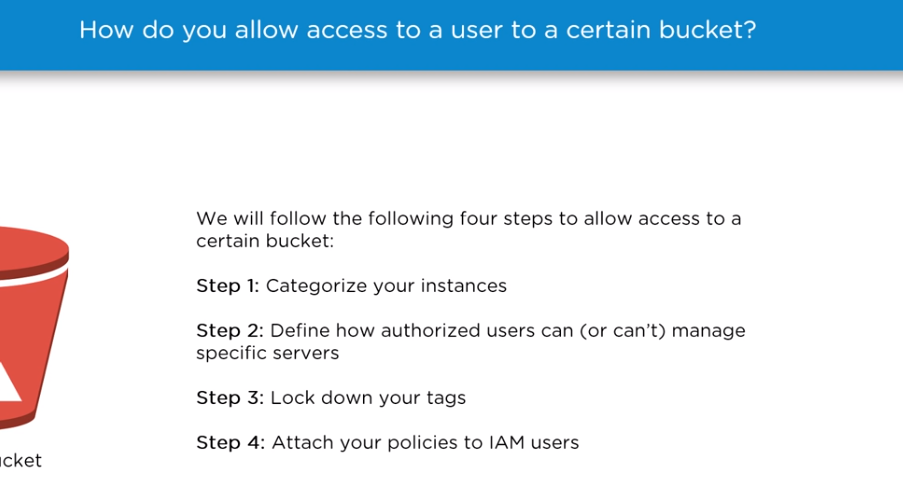 How do you allow access to a user to a certain bucket?
We will follow the following four steps to allow access to a
certain bucket:
Step 1: Categorize your instances
Step 2: Define how authorized users can (or can't) manage
specific servers
Step 3: Lock down your tags
Step 4: Attach your policies to IAM users